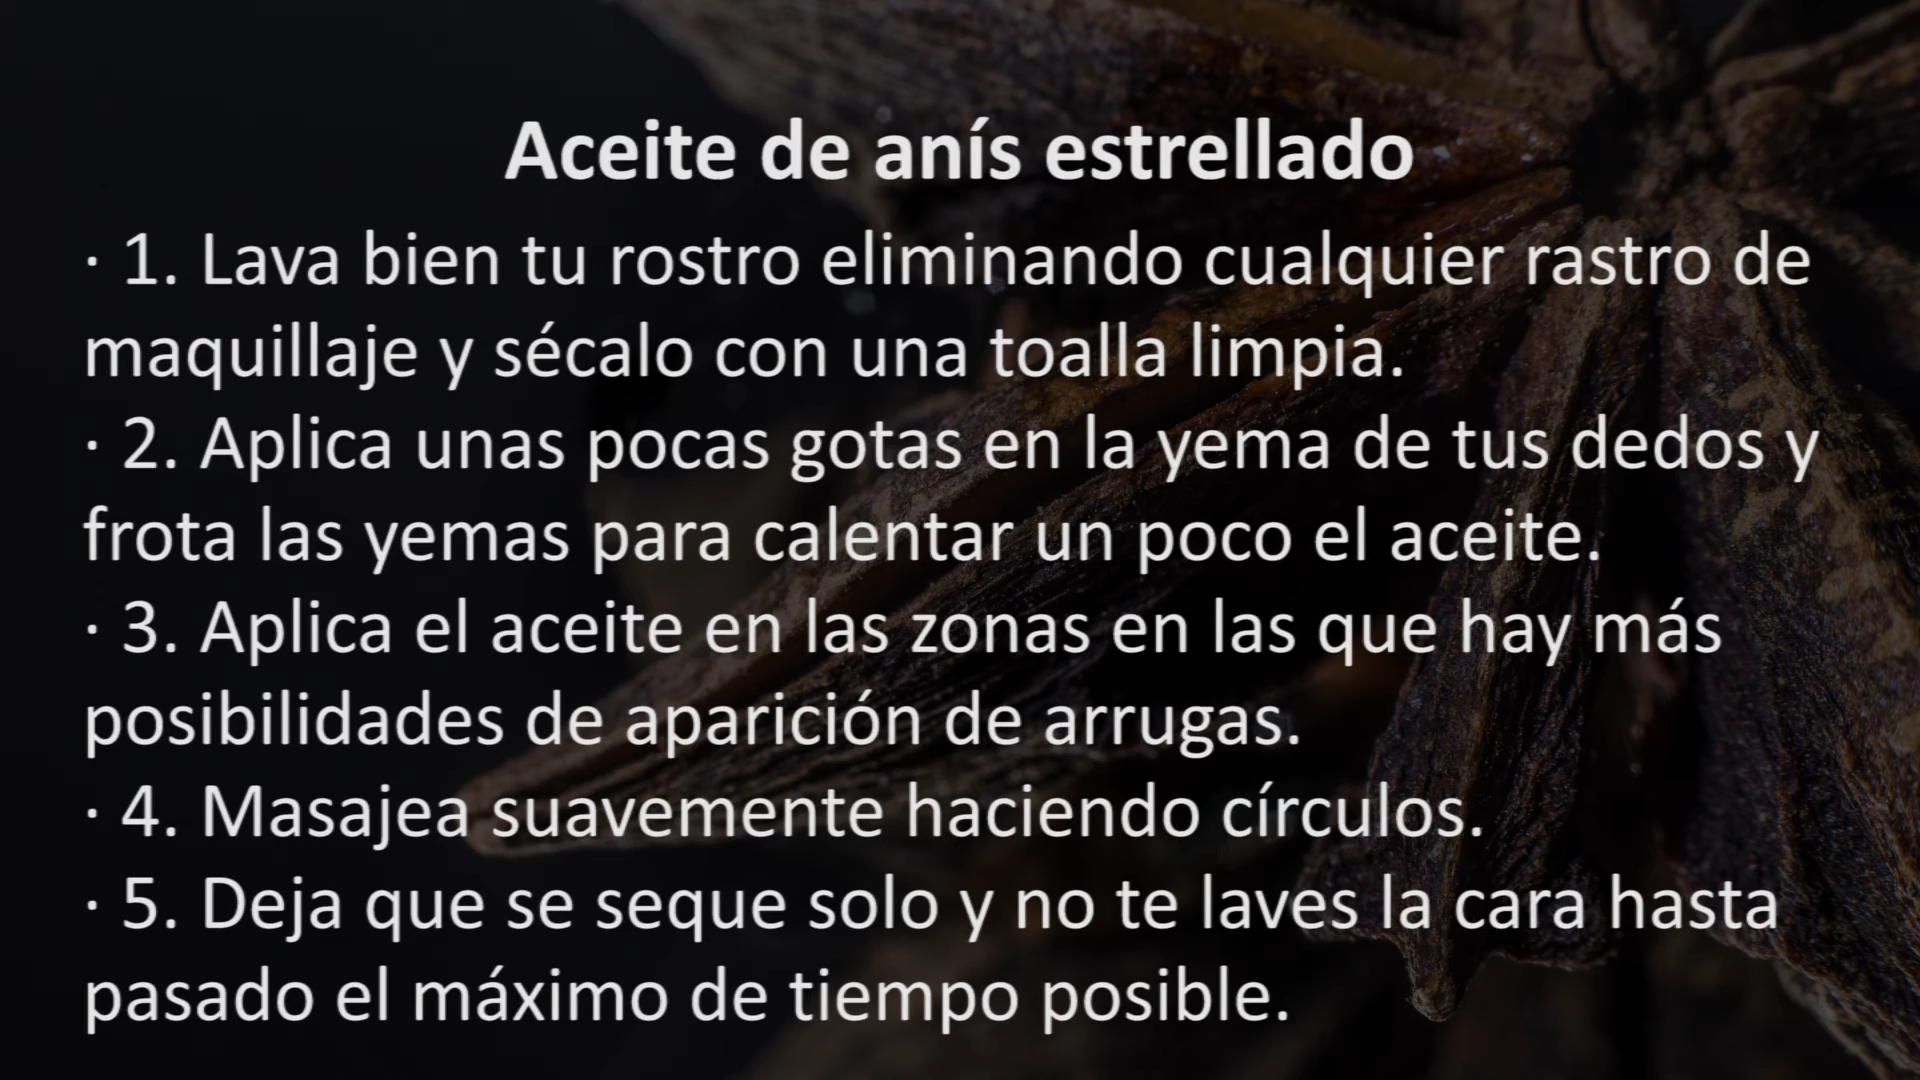 Aceite de anís estrellado
· 1. Lava bien tu rostro eliminando cualquier rastro de
maquillaje y sécalo con una toalla limpia.
· 2. Aplica unas pocas gotas en la yema de tus dedos y
frota las yemas para calentar un poco el aceite.
· 3. Aplica el aceite en las zonas en las que hay más
posibilidades de aparición de arrugas.
· 4. Masajea suavemente haciendo círculos.
· 5. Deja que se seque solo y no te laves la cara hasta
pasado el máximo de tiempo posible.